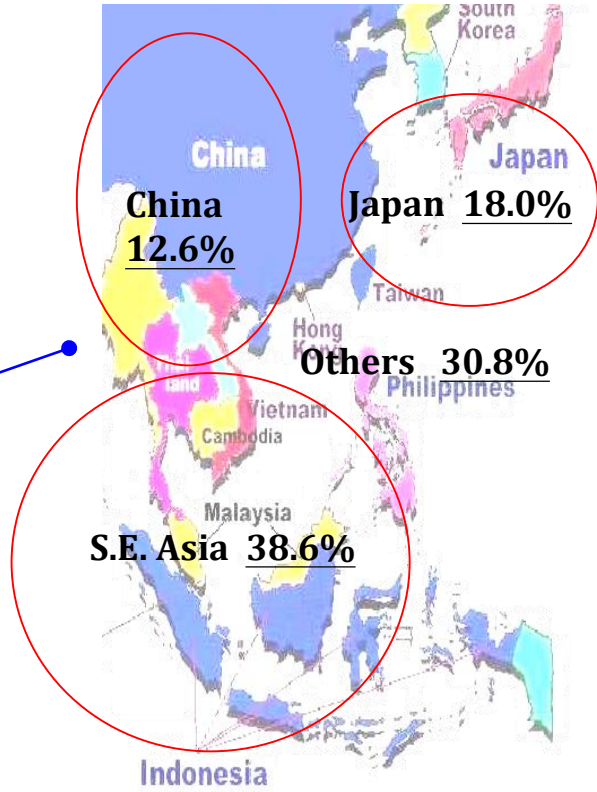 South
Korea
China
Japan
China
12.6%
Japan 18.0%
Taiwan
Hong
Others 30.8%
Philippines
land
Vietnam
Cambodia
Malaysia
S.E. Asia 38.6%
Indonesia